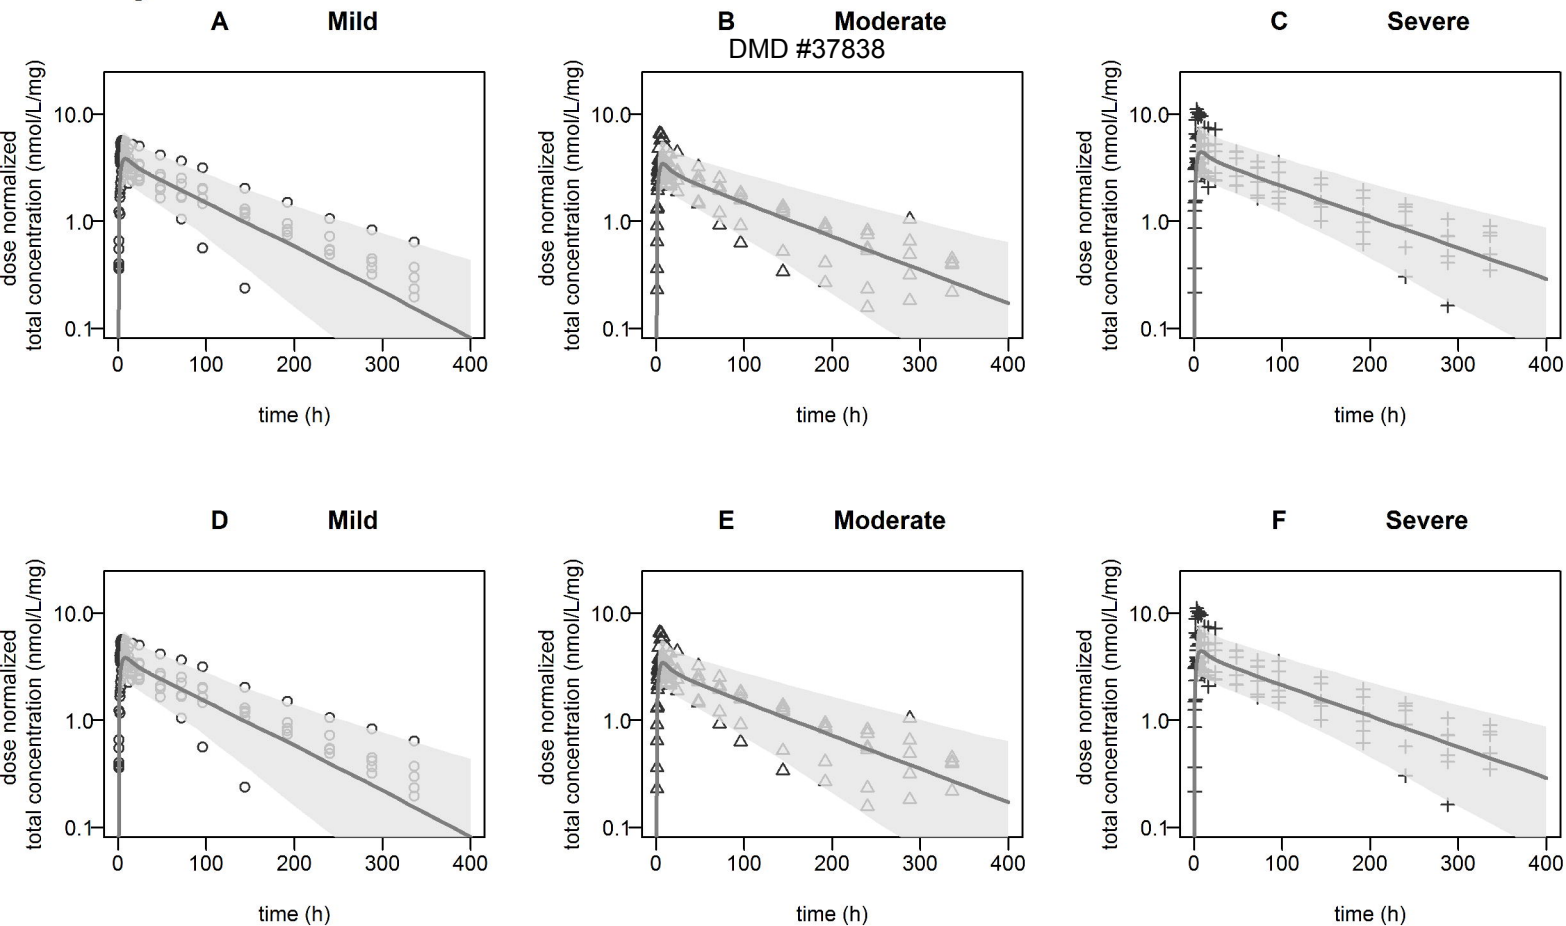 A Mild
B Moderate
C Severe
DMD #37838
dose normalized
total concentration (nmol/L/mg)
10.0
1.0
0.1
0 100 200 300 400
time (h)
dose normalized
total concentration (nmol/L/mg)
10.0
1.0
0.1
0 100 200 300 400
time (h)
dose normalized
total concentration (nmol/L/mg)
10.0
1.0
0.1
0 100 200 300 400
time (h)
D Mild
E Moderate
F Severe
dose normalized
total concentration (nmol/L/mg)
10.0
1.0
0.1
0 100 200 300 400
time (h)
dose normalized
total concentration (nmol/L/mg)
10.0
1.0
0.1
0 100 200 300 400
time (h)
dose normalized
total concentration (nmol/L/mg)
10.0
1.0
0.1
0 100 200 300 400
time (h)